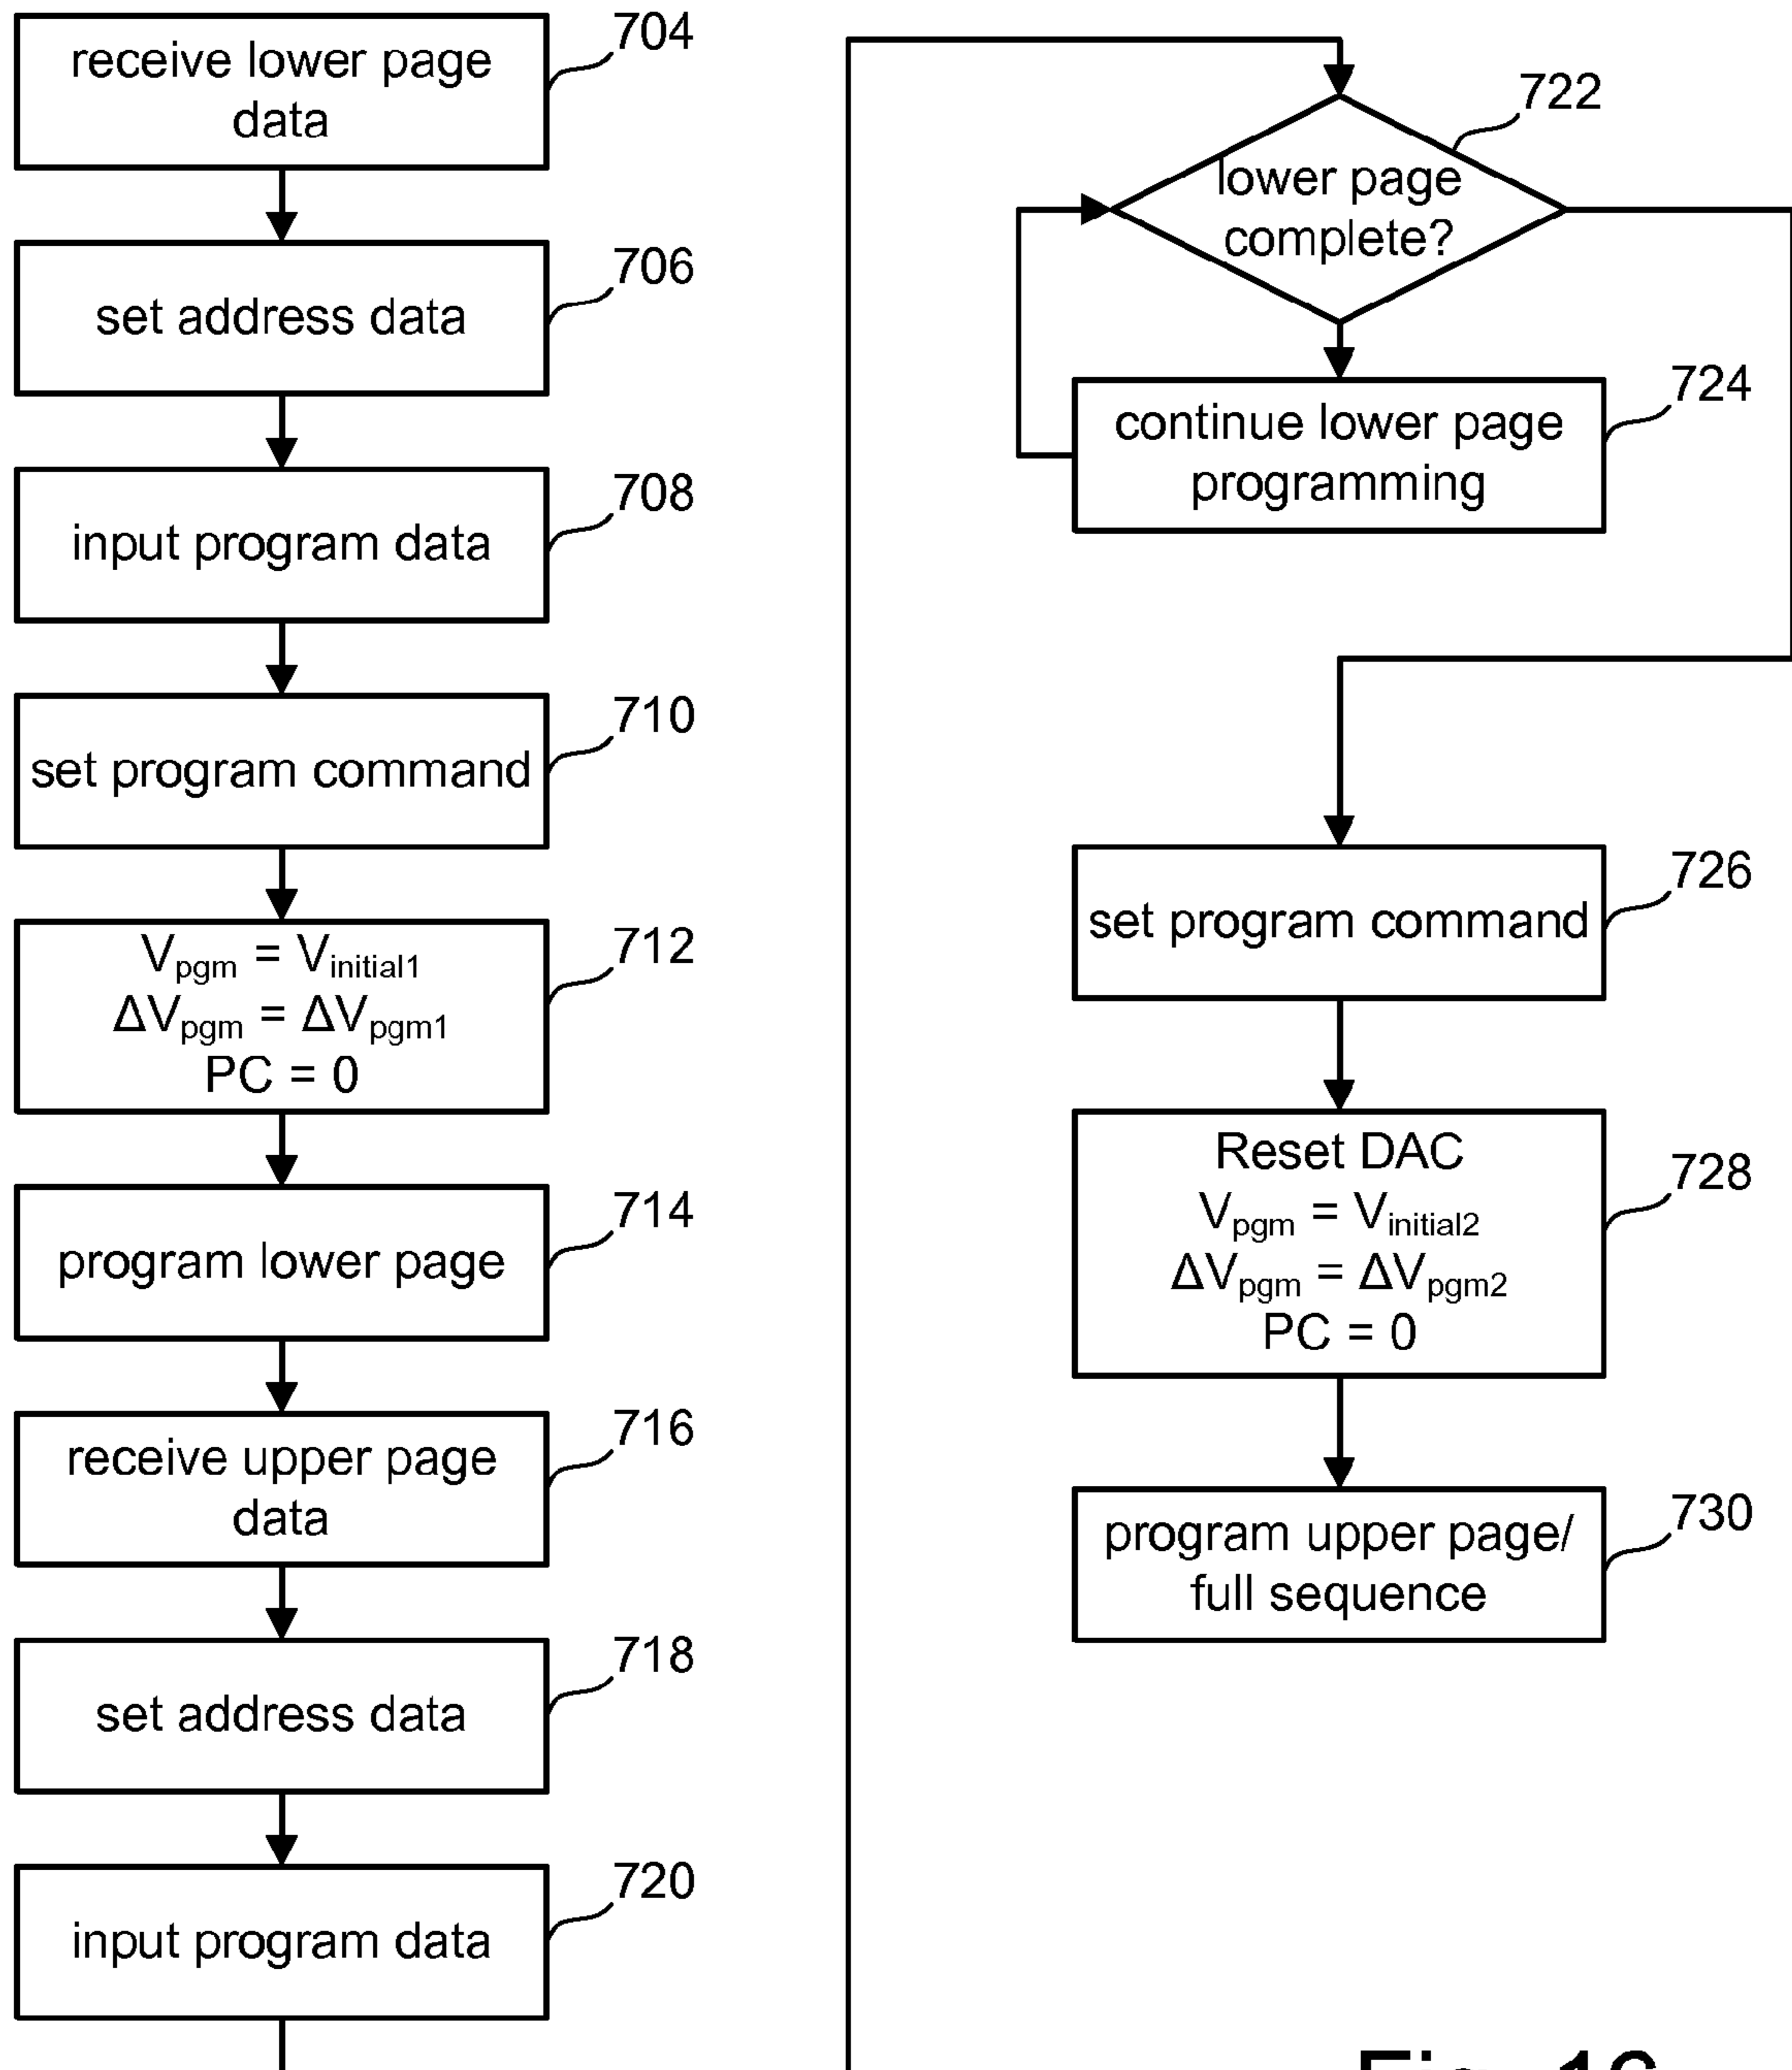 receive lower page
data
704
set address data
706
input program data
708
set program command
710
Vpgm = Vinitial1
ΔVpgm = ΔVpgm1
PC = 0
712
program lower page
714
receive upper page
data
716
set address data
718
input program data
720
lower page
complete?
722
continue lower page
programming
724
set program command
726
Reset DAC
Vpgm = Vinitial2
ΔVpgm = ΔVpgm2
PC = 0
728
program upper page/
full sequence
730
Fig.